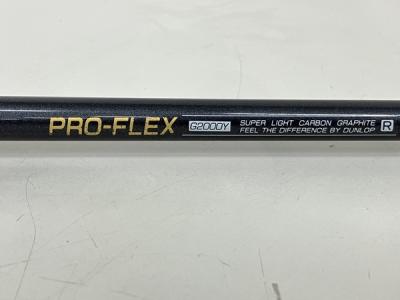 PRO-FLEX G2000Y SUPER LIGHT CARBON GRAPHITE
FEEL THE DIFFERENCE BY DUNLOP R